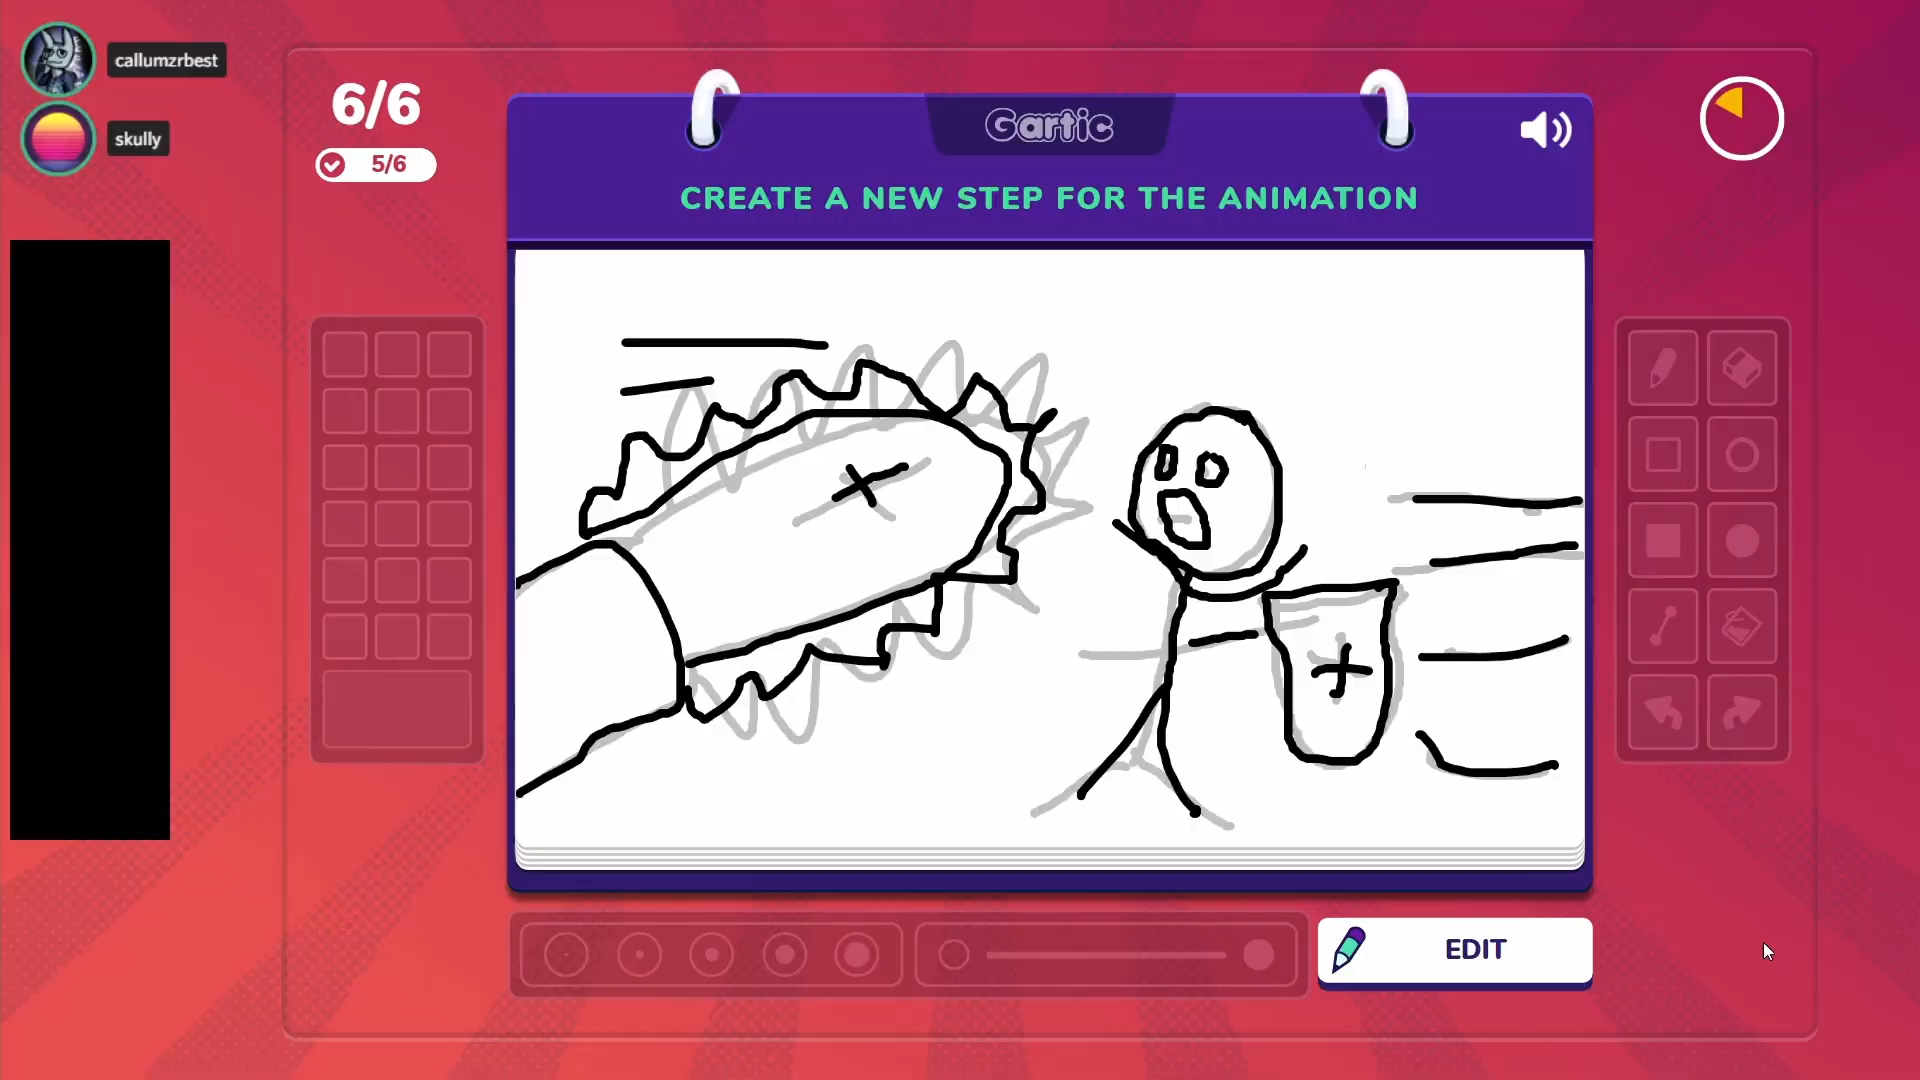 callumzrbest
skully
6/6
5/6
Gartic
CREATE A NEW STEP FOR THE ANIMATION
EDIT